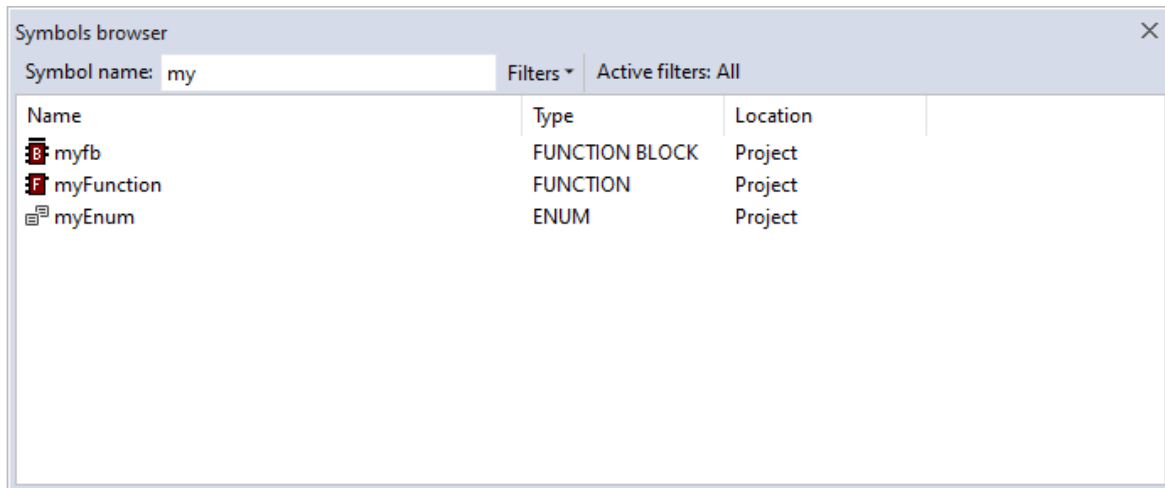 Symbols browser
Symbol name: my Filters Active filters: All
Name Type Location
B myfb FUNCTION BLOCK Project
F myFunction FUNCTION Project
myEnum ENUM Project